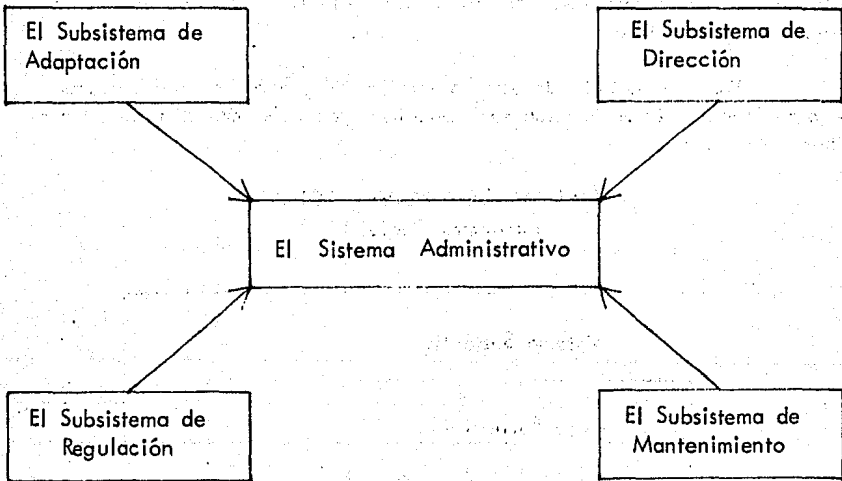 El Subsistema de
Adaptación
El Subsistema de
Dirección
El Sistema Administrativo
El Subsistema de
Regulación
El Subsistema de
Mantenimiento